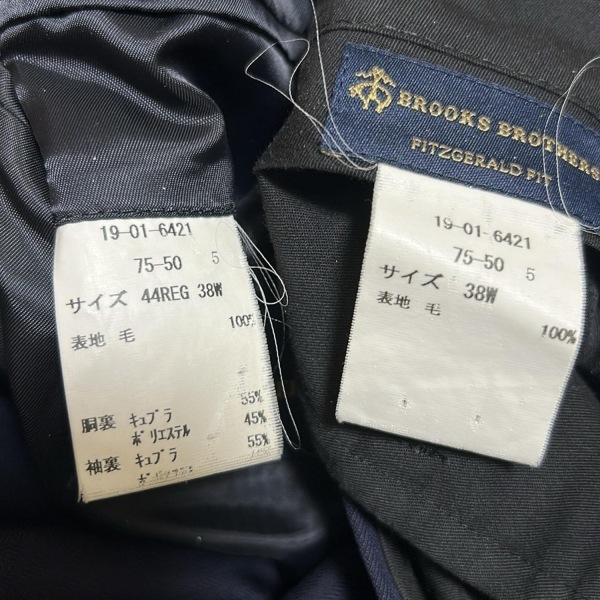 BROOKS BROTHERS
FITZGERALD FIT
19-01-6421
75-50 5
サイズ 44REG 38W
表地 毛 100%
胴裏 キュプラ 55%
ポリエステル 45%
袖裏 キュプラ 55%
19-01-6421
75-50 5
サイズ 38W
表地 毛 100%